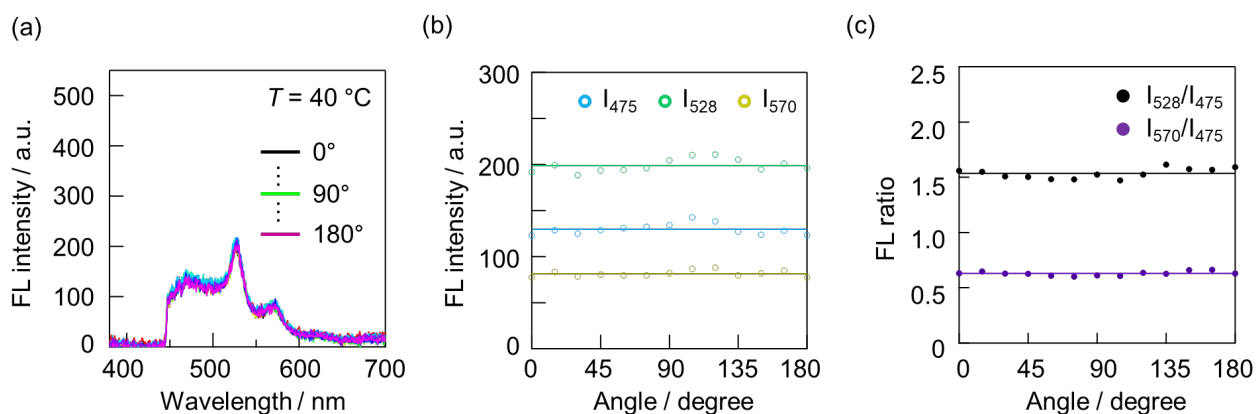 (a)
FL intensity / a.u.
500
400
300
200
100
0
T = 40 °C
0°
90°
180°
400
500
600
700
Wavelength / nm
(b)
FL intensity / a.u.
300
200
100
0
I475
I528
I570
0
45
90
135
180
Angle / degree
(c)
FL ratio
2.5
2.0
1.5
1.0
0.5
0
I528/I475
I570/I475
0
45
90
135
180
Angle / degree